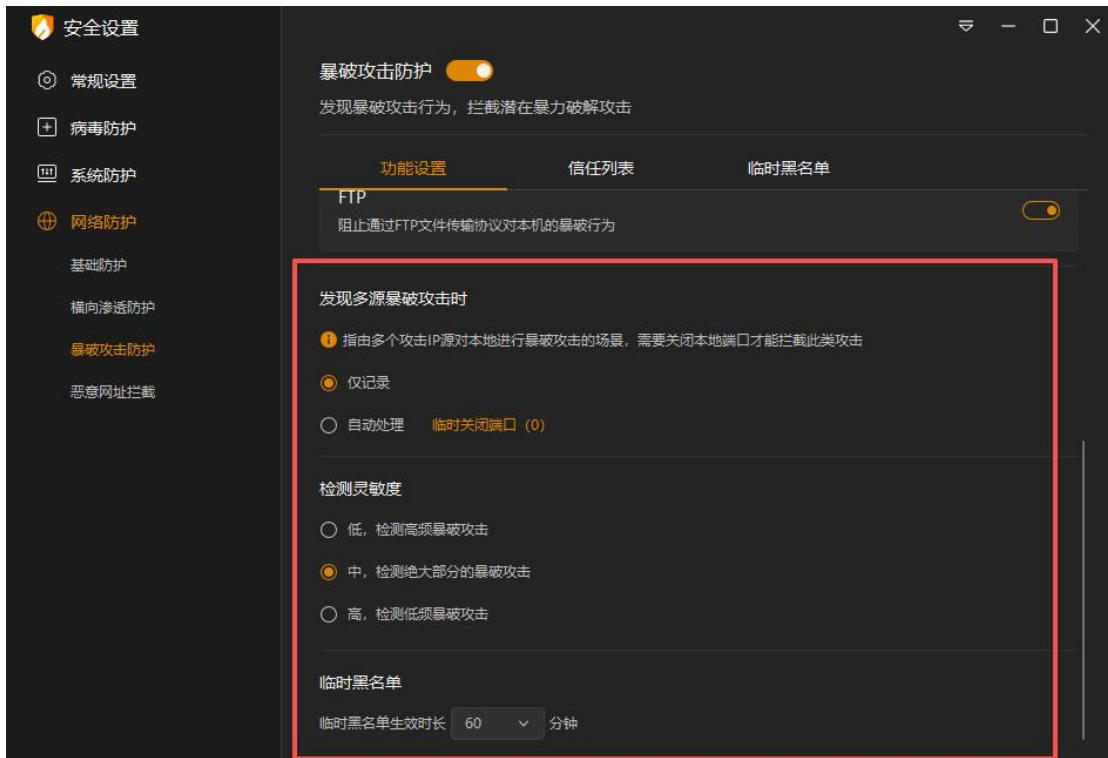 安全设置
常规设置
病毒防护
系统防护
网络防护
基础防护
横向渗透防护
暴破攻击防护
恶意网址拦截
暴破攻击防护
发现暴破攻击行为，拦截潜在暴力破解攻击
功能设置 信任列表 临时黑名单
FTP
阻止通过FTP文件传输协议对本机的暴破行为
发现多源暴破攻击时
指由多个攻击IP源对本地进行暴破攻击的场景，需要关闭本地端口才能拦截此类攻击
仅记录
自动处理 临时关闭端口（0）
检测灵敏度
低，检测高频暴破攻击
中，检测绝大部分的暴破攻击
高，检测低频暴破攻击
临时黑名单
临时黑名单生效时长 60 分钟